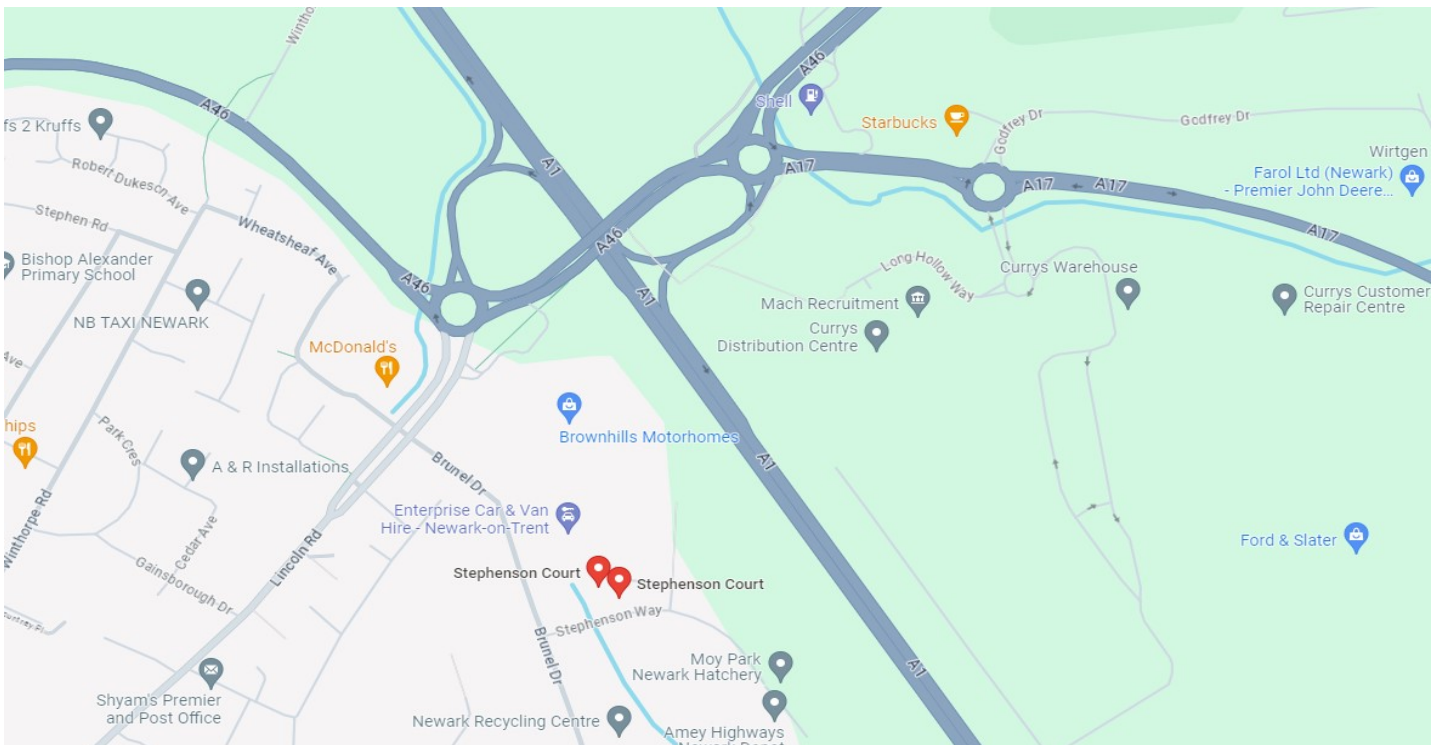 Wintho
A46
Shell
Starbucks
Godfrey Dr
Godfrey Dr
Wirtgen
Farol Ltd (Newark)
- Premier John Deere...
fs 2 Kruffs
A46
Robert Dukeson Ave
Stephen Rd
A1
A17
A17
A17
A17
Wheatsheaf Ave
A46
Bishop Alexander
Primary School
A46
Long Hollow Way
Currys Warehouse
NB TAXI NEWARK
A1
Mach Recruitment
Currys
Distribution Centre
Currys Customer
Repair Centre
McDonald's
Ave
hips
Park Cres
Brownhills Motorhomes
A1
A & R Installations
Brunel Dr
Winthorpe Rd
Cedar Ave
Lincoln Rd
Enterprise Car & Van
Hire - Newark-on-Trent
Ford & Slater
Gainsborough Dr
Stephenson Court
Stephenson Court
Stephenson Way
Brunel Dr
A1
Moy Park
Newark Hatchery
Shyam's Premier
and Post Office
Newark Recycling Centre
Amey Highways
Newark Depot